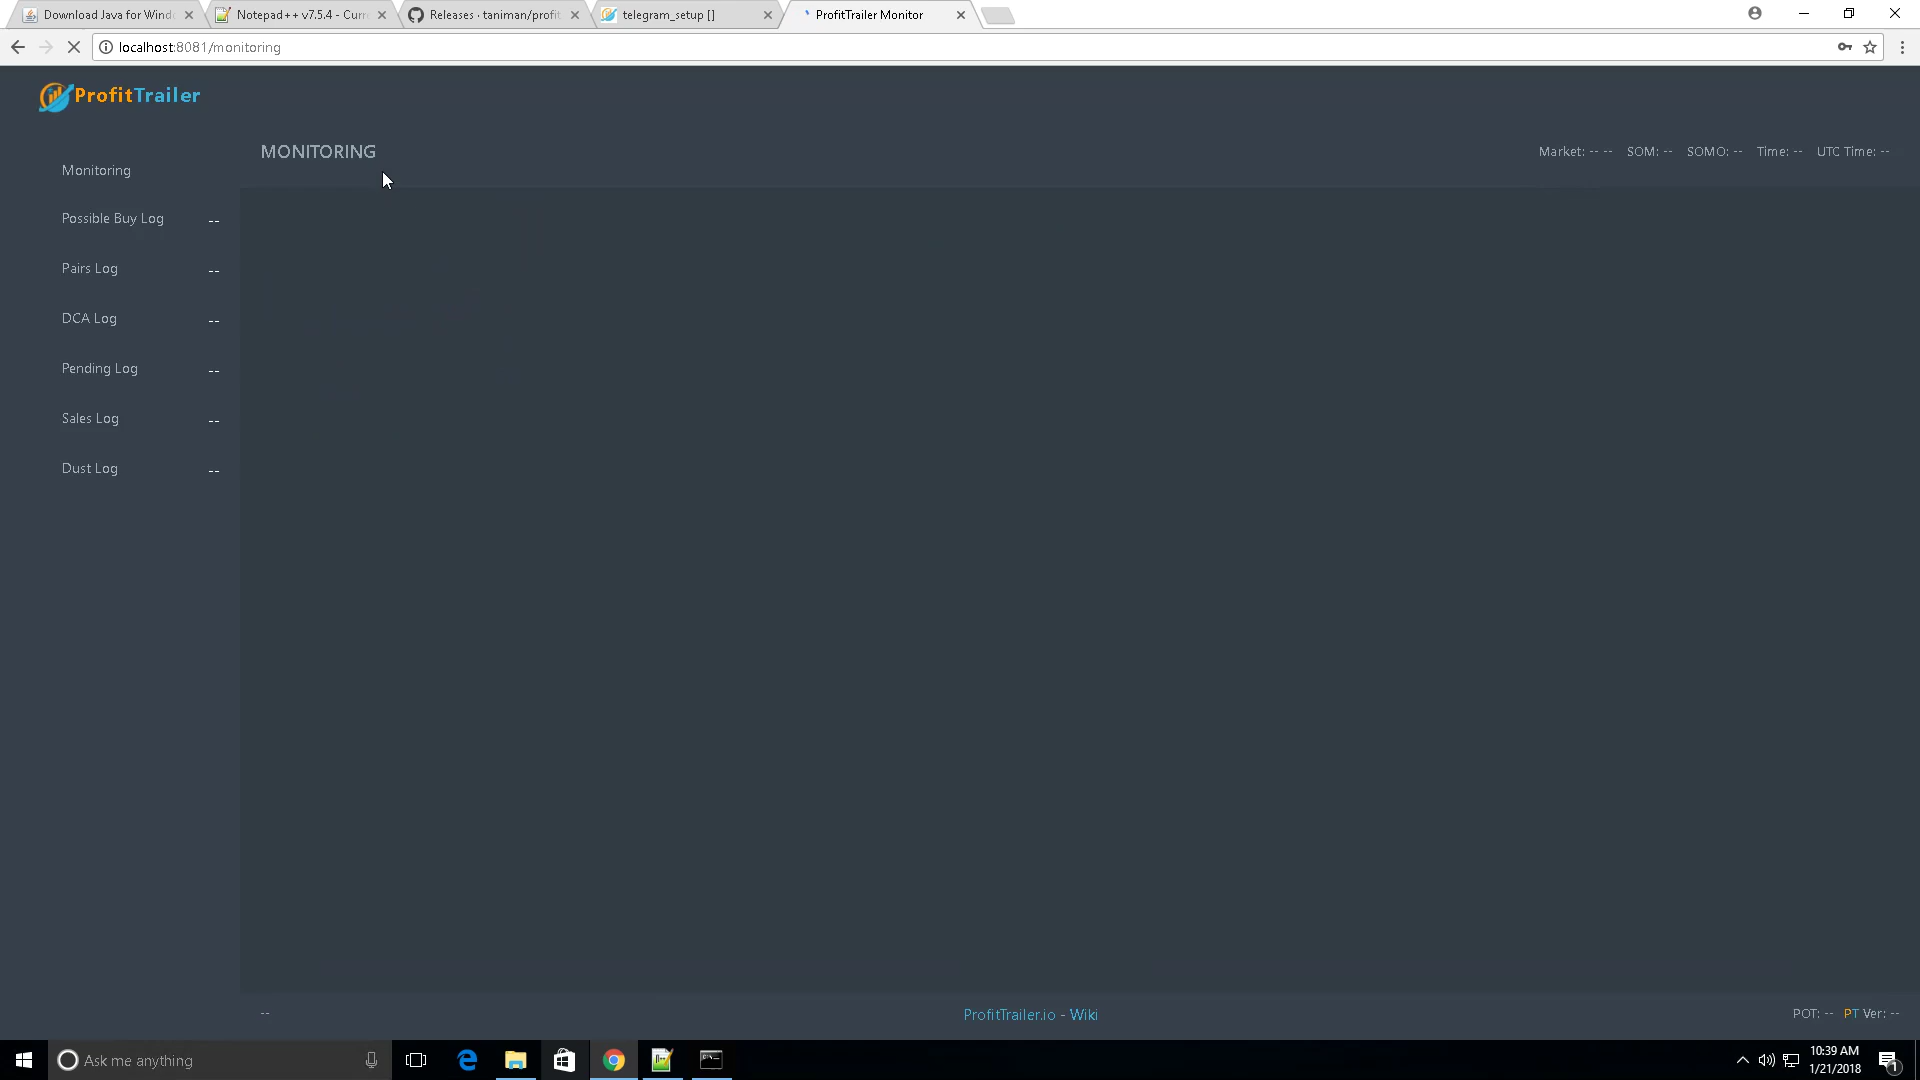 Download Java for Wind
Notepad++ v7.5.4 - Curr
Releases · taniman/profit
telegram_setup []
ProfitTrailer Monitor
localhost:8081/monitoring
ProfitTrailer
MONITORING
Market: -- -- SOM: -- SOMO: -- Time: -- UTC Time: --
Monitoring
Possible Buy Log --
Pairs Log --
DCA Log --
Pending Log --
Sales Log --
Dust Log --
--
ProfitTrailer.io - Wiki
POT: -- PT Ver: --
Ask me anything
10:39 AM
1/21/2018
1